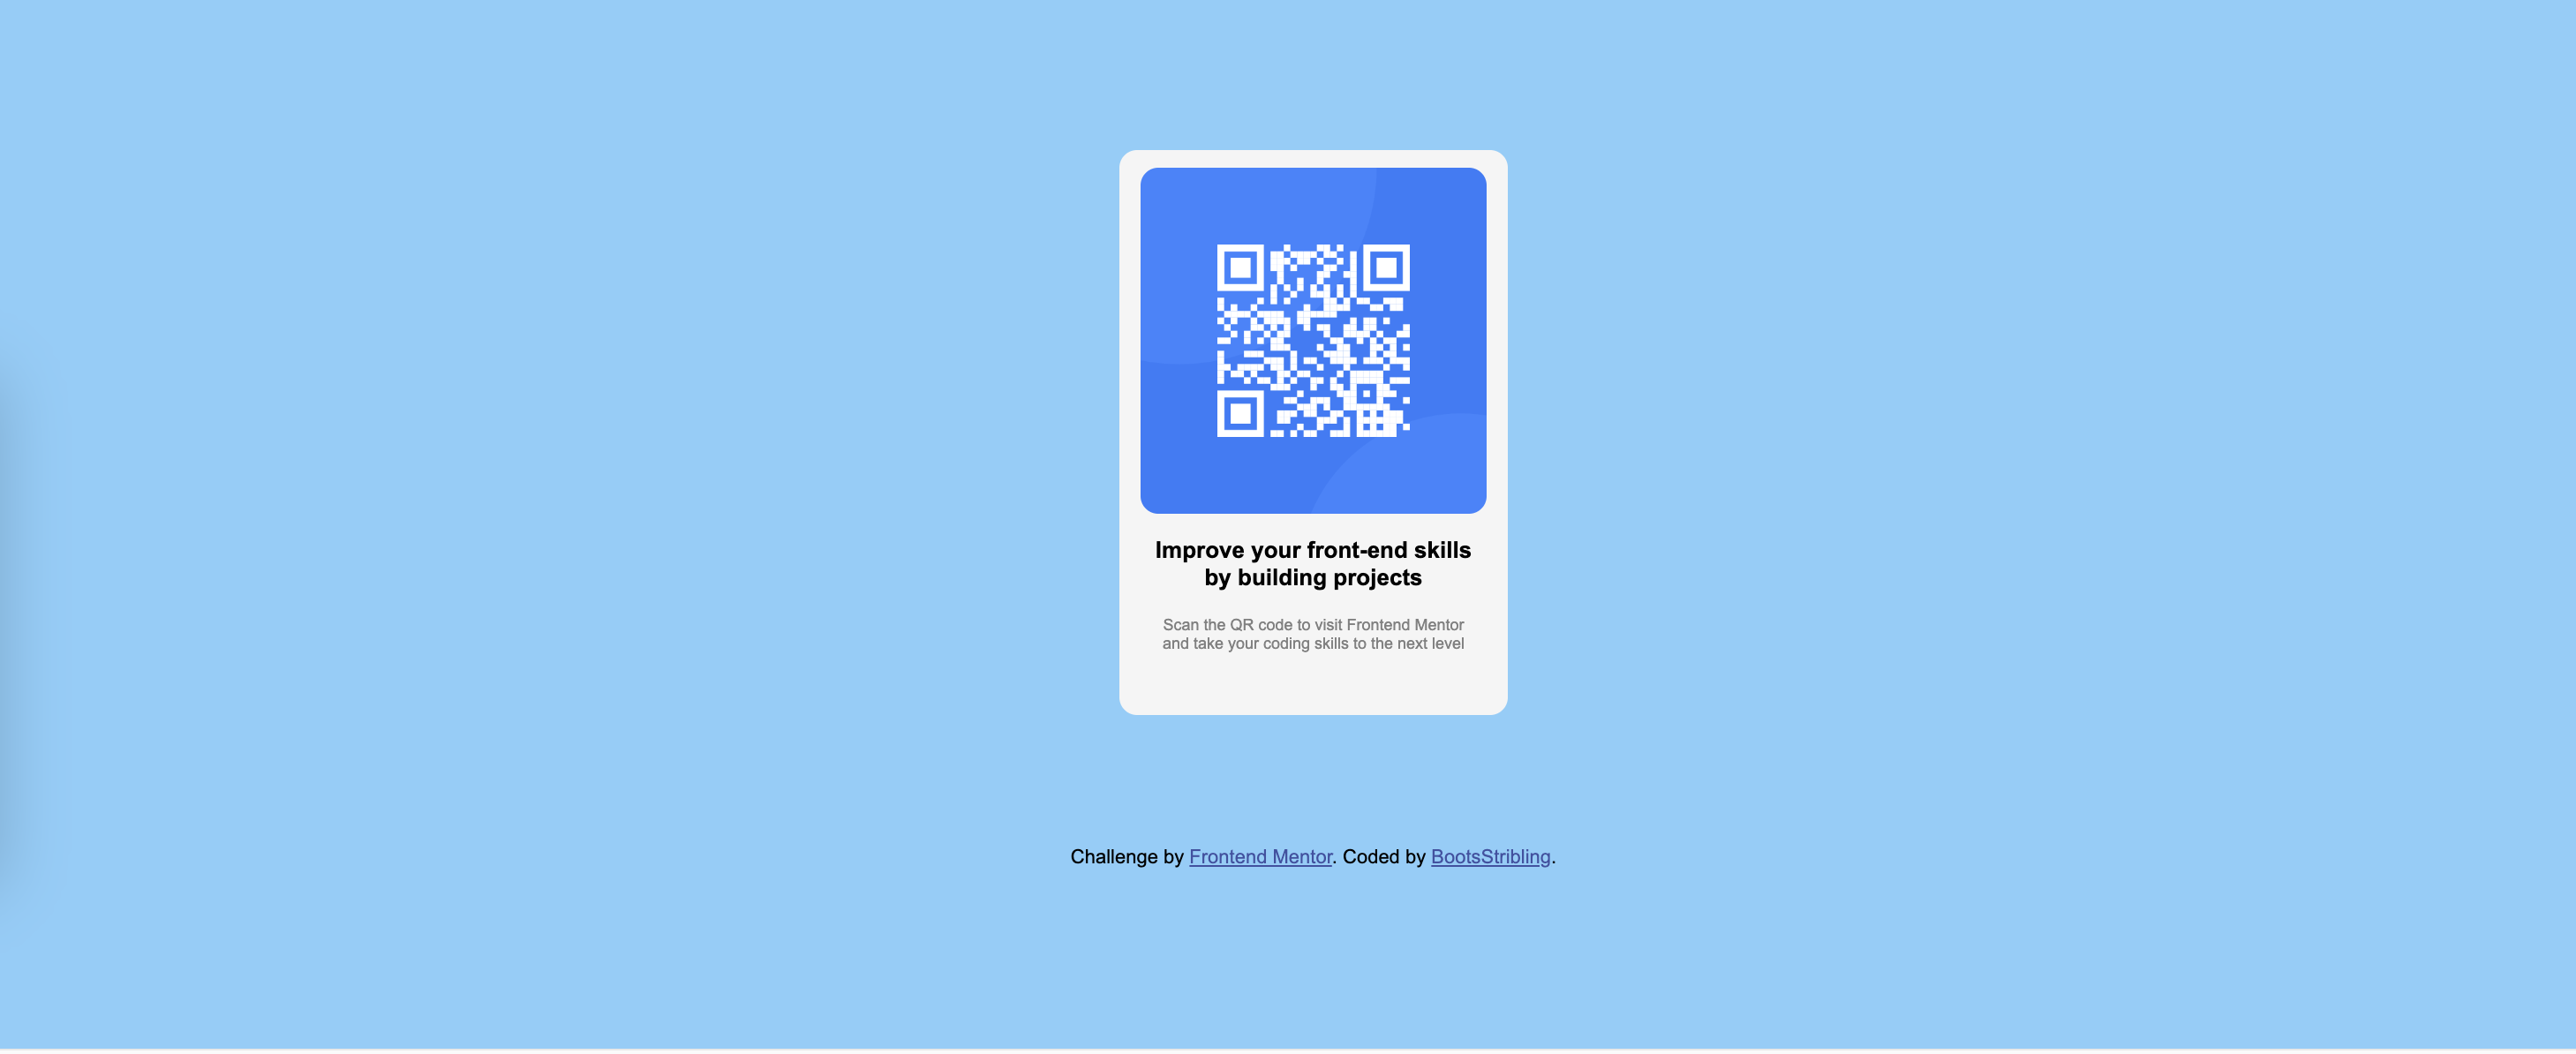 Improve your front-end skills
by building projects
Scan the QR code to visit Frontend Mentor
and take your coding skills to the next level
Challenge by Frontend Mentor. Coded by BootsStribling.